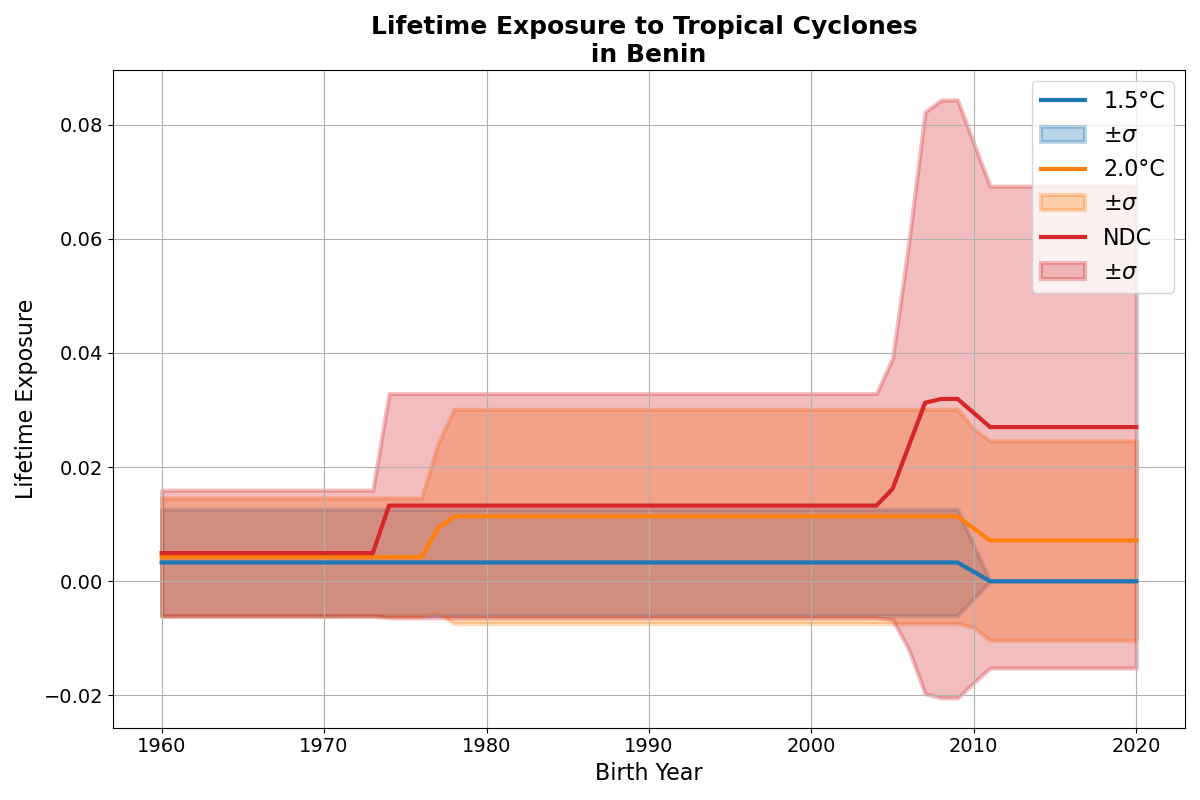 Lifetime Exposure to Tropical Cyclones
in Benin
Lifetime Exposure
0.08
0.06
0.04
0.02
0.00
−0.02
1960
1970
1980
1990
2000
2010
2020
Birth Year
1.5°C
±σ
2.0°C
±σ
NDC
±σ